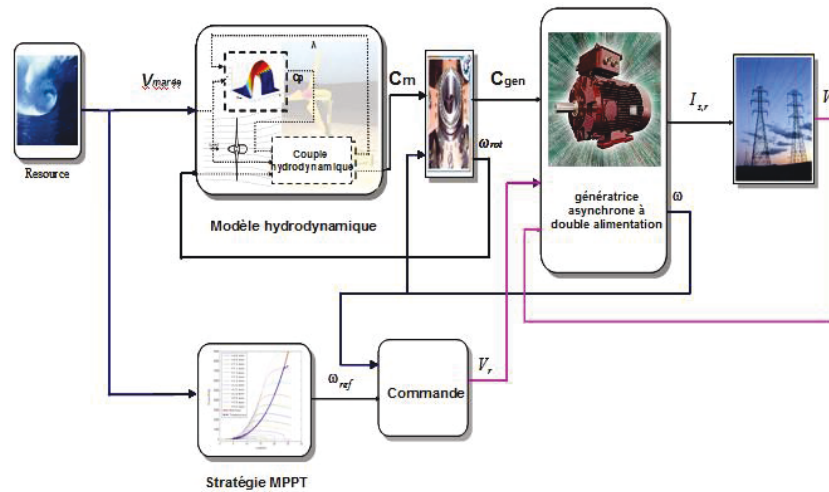 Vmarée
λ
Cp
Cm
Cgen
ωrot
Is,r
V
Resource
Couple
hydrodynamique
Modèle hydrodynamique
génératrice
asynchrone à
double alimentation
ω
ωref
Commande
Vr
Stratégie MPPT